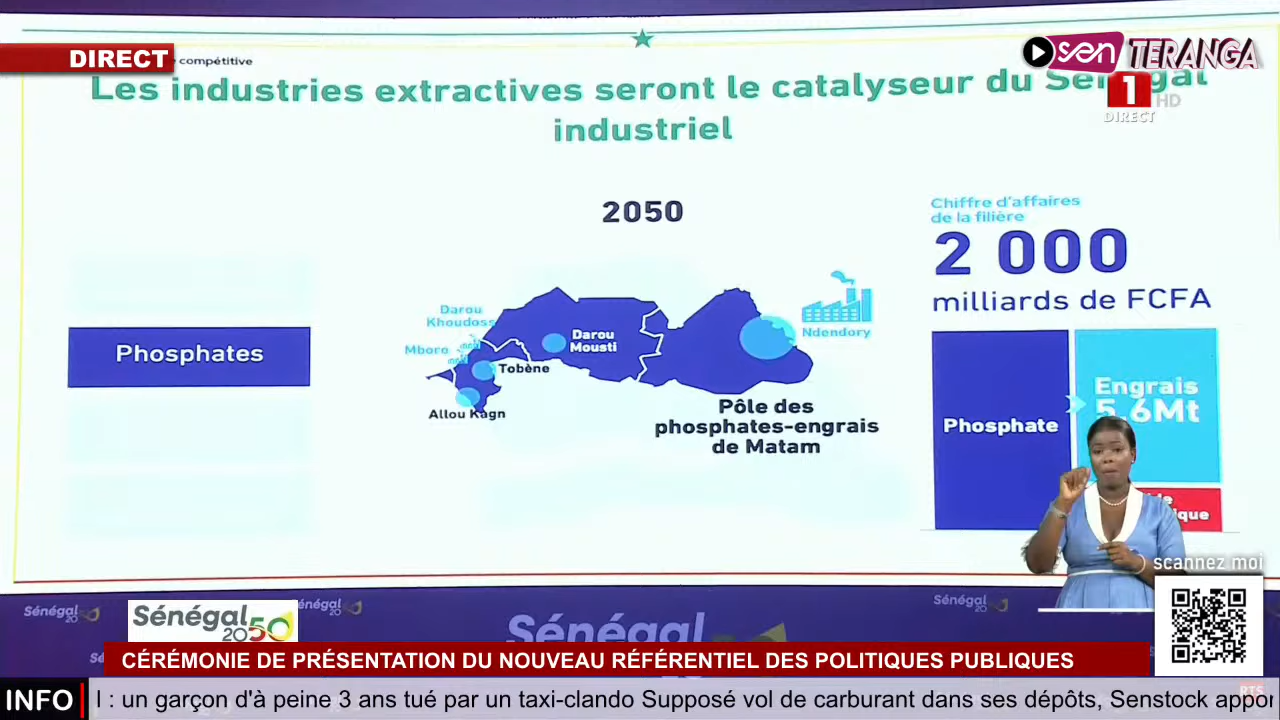 DIRECT
compétitive
sen TERANGA
1 HD
DIRECT
Les industries extractives seront le catalyseur du Sénégal
industriel
2050
Chiffre d'affaires
de la filière
2 000
milliards de FCFA
Phosphates
Darou
Khoudoss
Mboro
Darou
Mousti
Tobène
Allou Kagn
Ndendory
Pôle des
phosphates-engrais
de Matam
Phosphate
Engrais
5,6Mt
scannez moi
Sénégal
20
Sénégal
2050
Sénégal
Sénégal
20
CÉRÉMONIE DE PRÉSENTATION DU NOUVEAU RÉFÉRENTIEL DES POLITIQUES PUBLIQUES
INFO
I : un garçon d'à peine 3 ans tué par un taxi-clando Supposé vol de carburant dans ses dépôts, Senstock appor
RTS